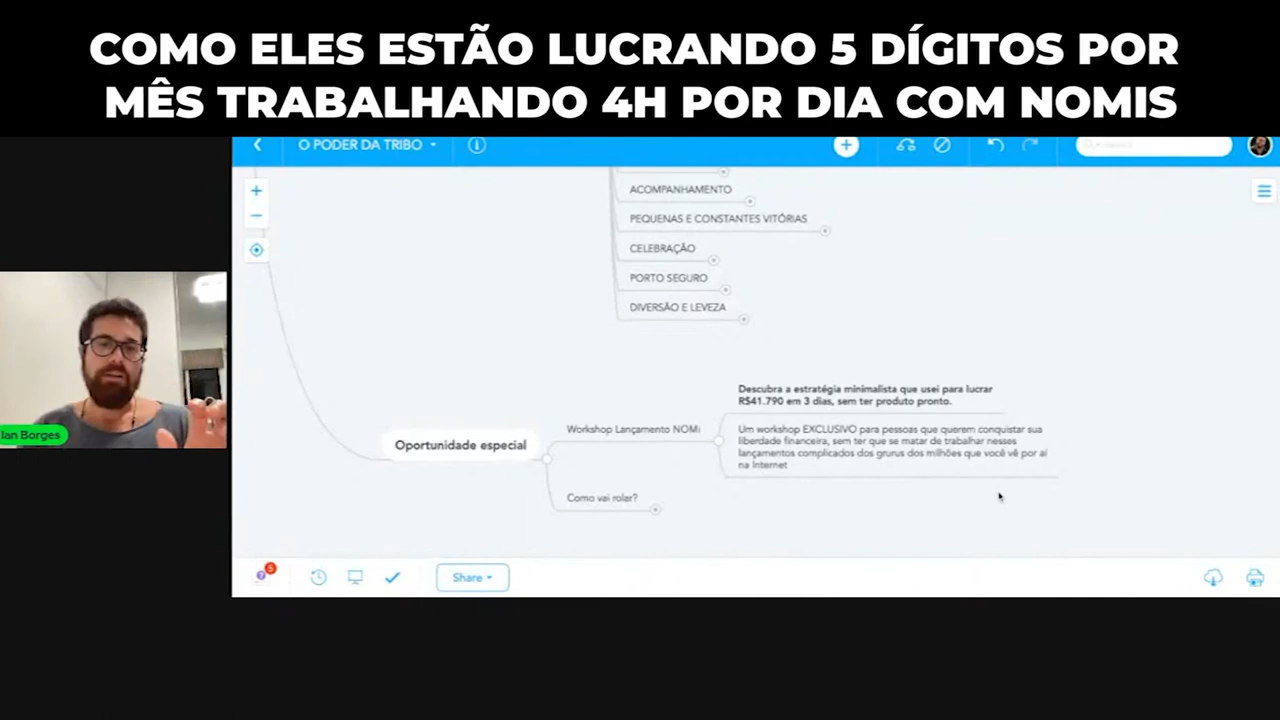 COMO ELES ESTÃO LUCRANDO 5 DÍGITOS POR
MÊS TRABALHANDO 4H POR DIA COM NOMIS
O PODER DA TRIBO
ACOMPANHAMENTO
PEQUENAS E CONSTANTES VITÓRIAS
CELEBRAÇÃO
PORTO SEGURO
DIVERSÃO E LEVEZA
Descubra a estratégia minimalista que usei para lucrar
R$41.790 em 3 dias, sem ter produto pronto.
Workshop Lançamento NOMi
Um workshop EXCLUSIVO para pessoas que querem conquistar sua
liberdade financeira, sem ter que se matar de trabalhar nesses
lançamentos complicados dos grurus dos milhões que você vê por aí
na Internet
Oportunidade especial
Como vai rolar?
Ian Borges
5
Share